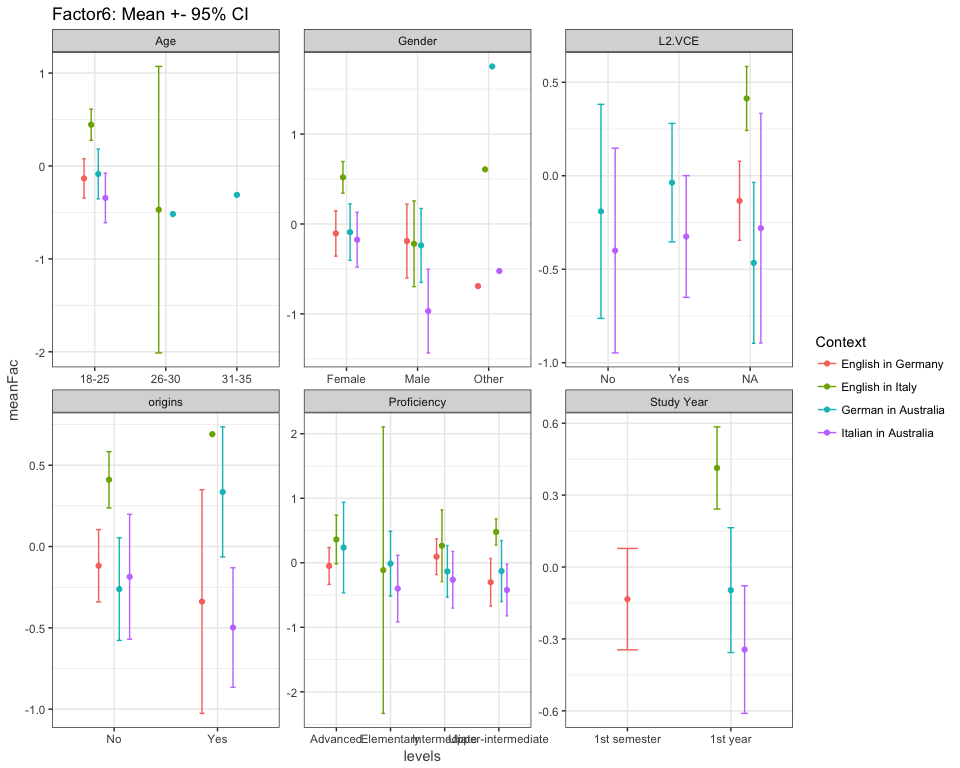 Factor6: Mean +- 95% CI
Age
Gender
L2.VCE
1
0
-1
-2
1
0
-1
0.5
0.0
-0.5
-1.0
18-25
26-30
31-35
Female
Male
Other
No
Yes
NA
meanFac
origins
Proficiency
Study Year
0.5
0.0
-0.5
-1.0
2
1
0
-1
-2
0.6
0.3
0.0
-0.3
-0.6
No
Yes
Advanced
Elementary
Intermediate
Upper-intermediate
1st semester
1st year
levels
Context
English in Germany
English in Italy
German in Australia
Italian in Australia